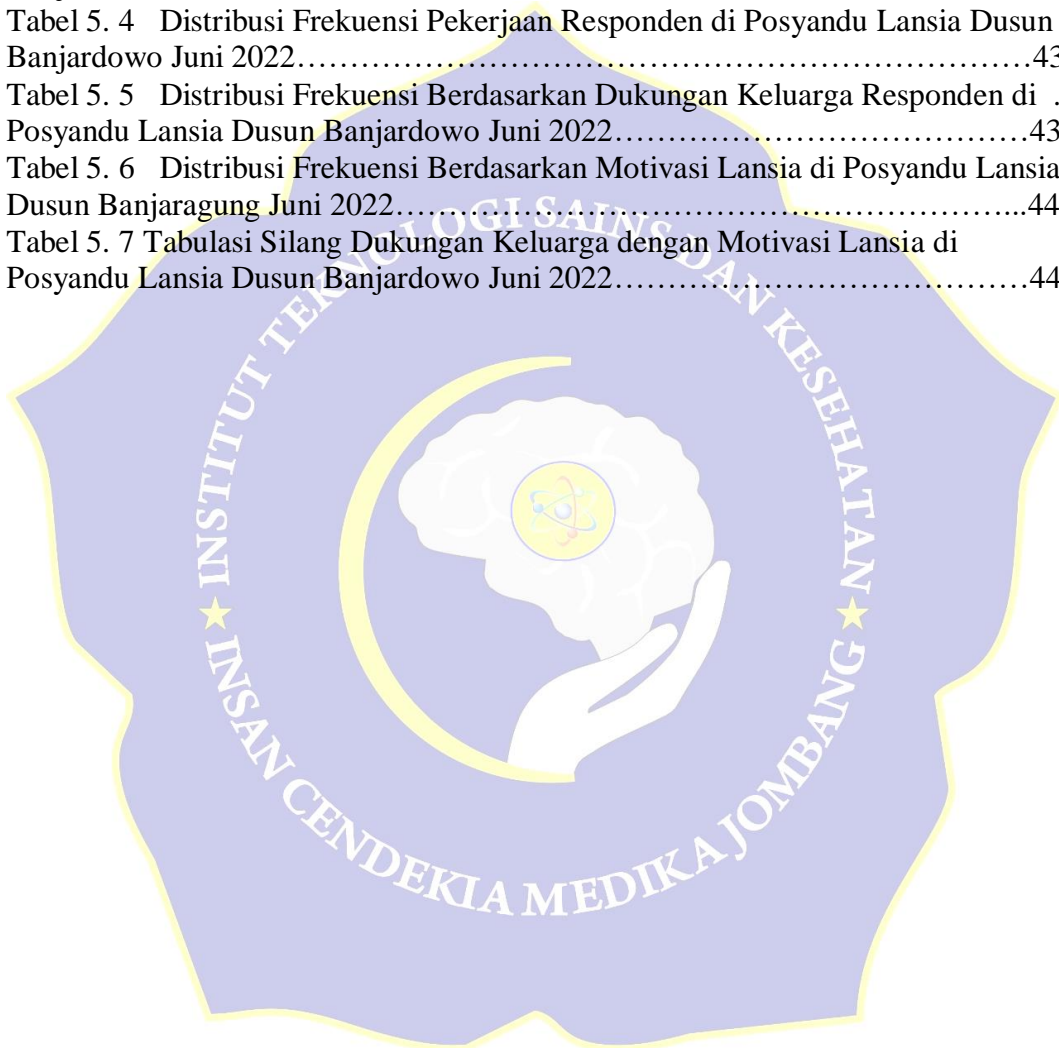 Tabel 5. 4   Distribusi Frekuensi Pekerjaan Responden di Posyandu Lansia Dusun
Banjardowo Juni 2022………………………………………………………………43
Tabel 5. 5   Distribusi Frekuensi Berdasarkan Dukungan Keluarga Responden di  .
Posyandu Lansia Dusun Banjardowo Juni 2022………………………………43
Tabel 5. 6   Distribusi Frekuensi Berdasarkan Motivasi Lansia di Posyandu Lansia
Dusun Banjaragung Juni 2022…………………………………………………...44
Tabel 5. 7 Tabulasi Silang Dukungan Keluarga dengan Motivasi Lansia di
Posyandu Lansia Dusun Banjardowo Juni 2022………………………………44
INSTITUT TEKNOLOGI SAINS DAN KESEHATAN
INSAN CENDEKIA MEDIKA JOMBANG